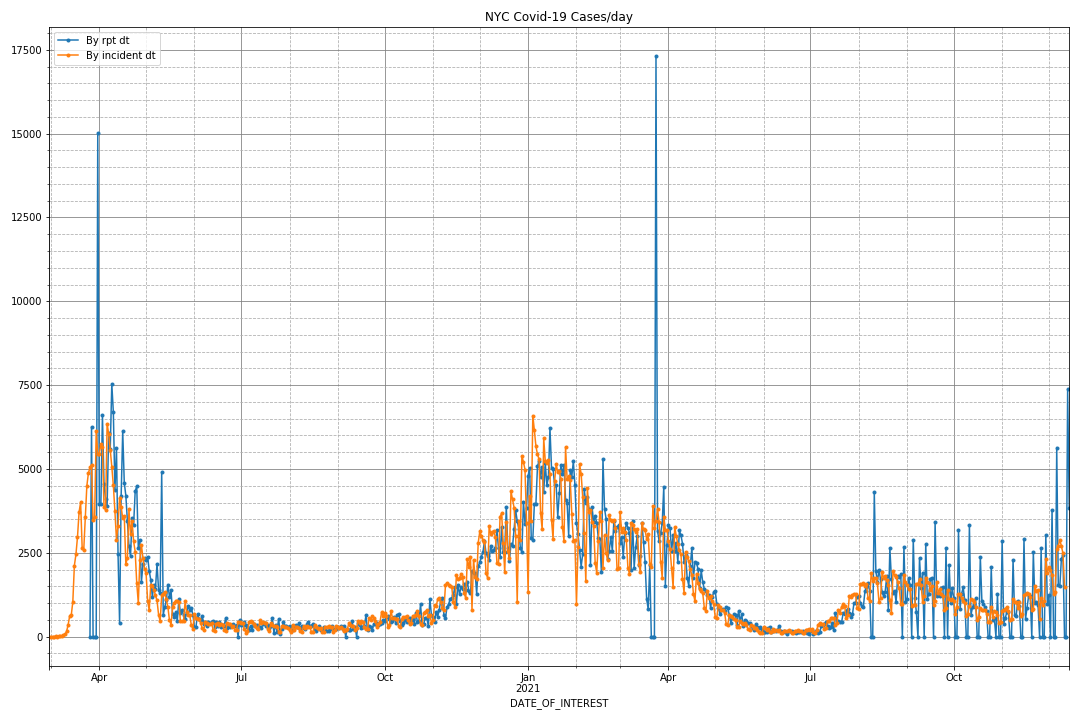 NYC Covid-19 Cases/day
By rpt dt
By incident dt
17500
15000
12500
10000
7500
5000
2500
0
Apr Jul Oct Jan Apr Jul Oct
2021
DATE_OF_INTEREST